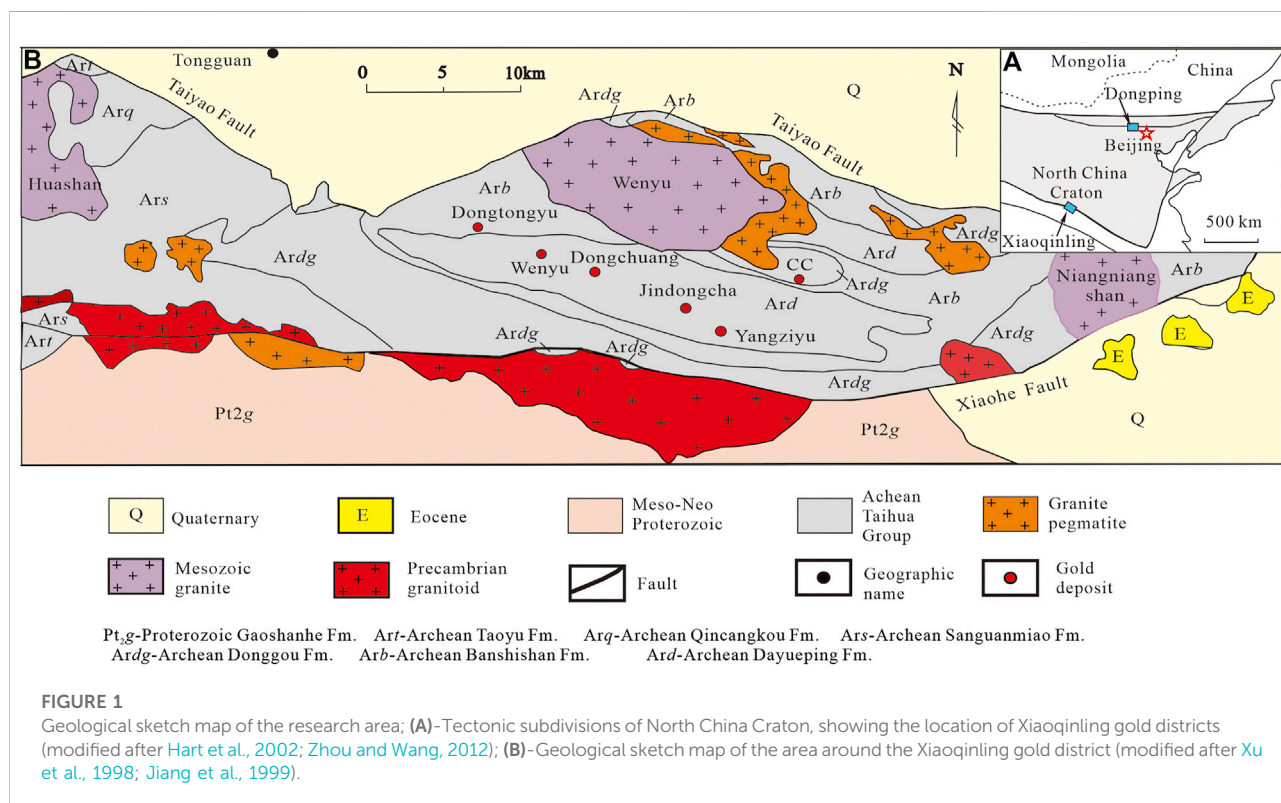 B
Tongguan
0 5 10km
N
A
Mongolia
China
Dongping
Beijing
North China
Craton
Xiaoqinling
500 km
Art
Arq
Taiyao Fault
Q
Ardg
Arb
Taiyao Fault
Huashan
Ars
Wenyu
Arb
Dongtongyu
Arb
Ardg
Ard
Ardg
Wenyu
Dongchuang
CC
Ardg
Niangniang
shan
Arb
Jindongcha
Ard
Arb
E
Ars
Art
Ardg
Ardg
Yangziyu
Ardg
E
E
Ardg
Xiaohe Fault
Pt2g
Pt2g
Q
Q
Quaternary
E
Eocene
Meso-Neo
Proterozoic
Achean
Taihua
Group
Granite
pegmatite
Mesozoic
granite
Precambrian
granitoid
Fault
Geographic
name
Gold
deposit
Pt₂g-Proterozoic Gaoshanhe Fm. Art-Archean Taoyu Fm. Arq-Archean Qincangkou Fm. Ars-Archean Sanguanmiao Fm.
Ardg-Archean Donggou Fm. Arb-Archean Banshishan Fm. Ard-Archean Dayueping Fm.
FIGURE 1
Geological sketch map of the research area; (A)-Tectonic subdivisions of North China Craton, showing the location of Xiaoqinling gold districts
(modified after Hart et al., 2002; Zhou and Wang, 2012); (B)-Geological sketch map of the area around the Xiaoqinling gold district (modified after Xu
et al., 1998; Jiang et al., 1999).